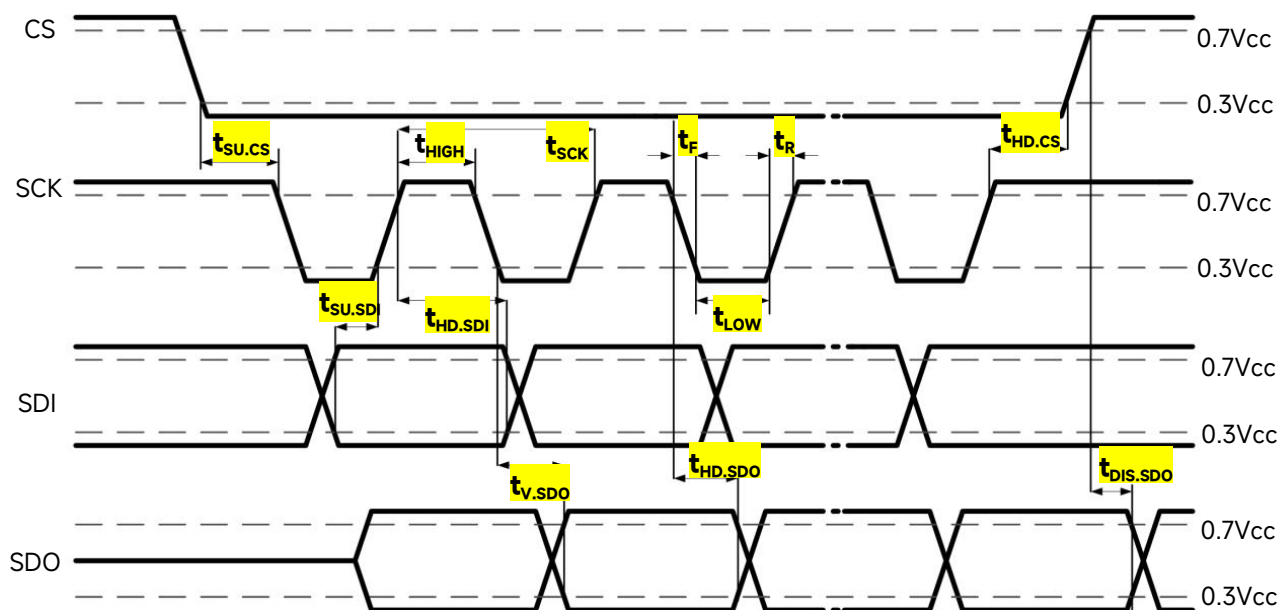 CS
0.7Vcc
0.3Vcc
tSU.CS
tHIGH
tSCK
tF
tR
tHD.CS
SCK
0.7Vcc
0.3Vcc
tSU.SDI
tHD.SDI
tLOW
SDI
0.7Vcc
0.3Vcc
tV.SDO
tHD.SDO
tDIS.SDO
SDO
0.7Vcc
0.3Vcc